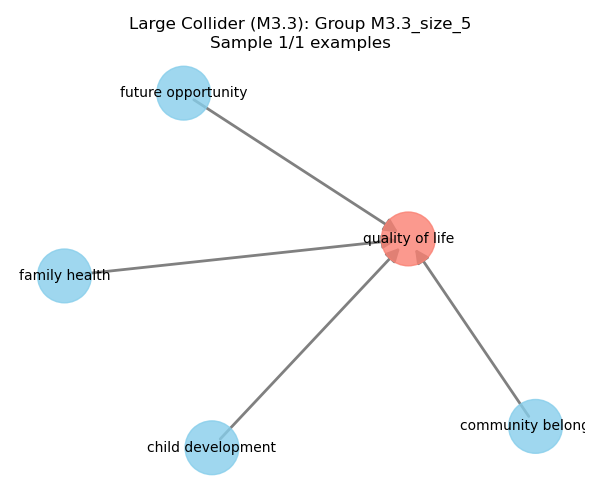 Large Collider (M3.3): Group M3.3_size_5
Sample 1/1 examples
future opportunity
quality of life
family health
community belong
child development